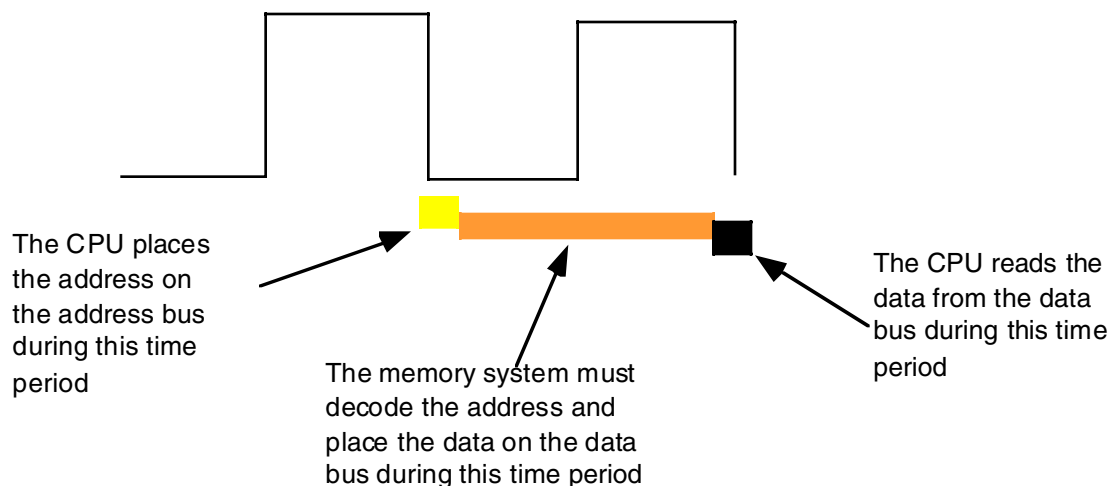 The CPU places
the address on
the address bus
during this time
period
The memory system must
decode the address and
place the data on the data
bus during this time period
The CPU reads the
data from the data
bus during this time
period